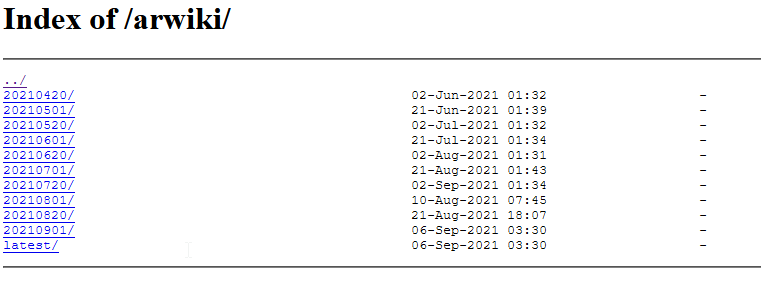 Index of /arwiki/
../
20210420/ 02-Jun-2021 01:32 -
20210501/ 21-Jun-2021 01:39 -
20210520/ 02-Jul-2021 01:32 -
20210601/ 21-Jul-2021 01:34 -
20210620/ 02-Aug-2021 01:31 -
20210701/ 21-Aug-2021 01:43 -
20210720/ 02-Sep-2021 01:34 -
20210801/ 10-Aug-2021 07:45 -
20210820/ 21-Aug-2021 18:07 -
20210901/ 06-Sep-2021 03:30 -
latest/ 06-Sep-2021 03:30 -